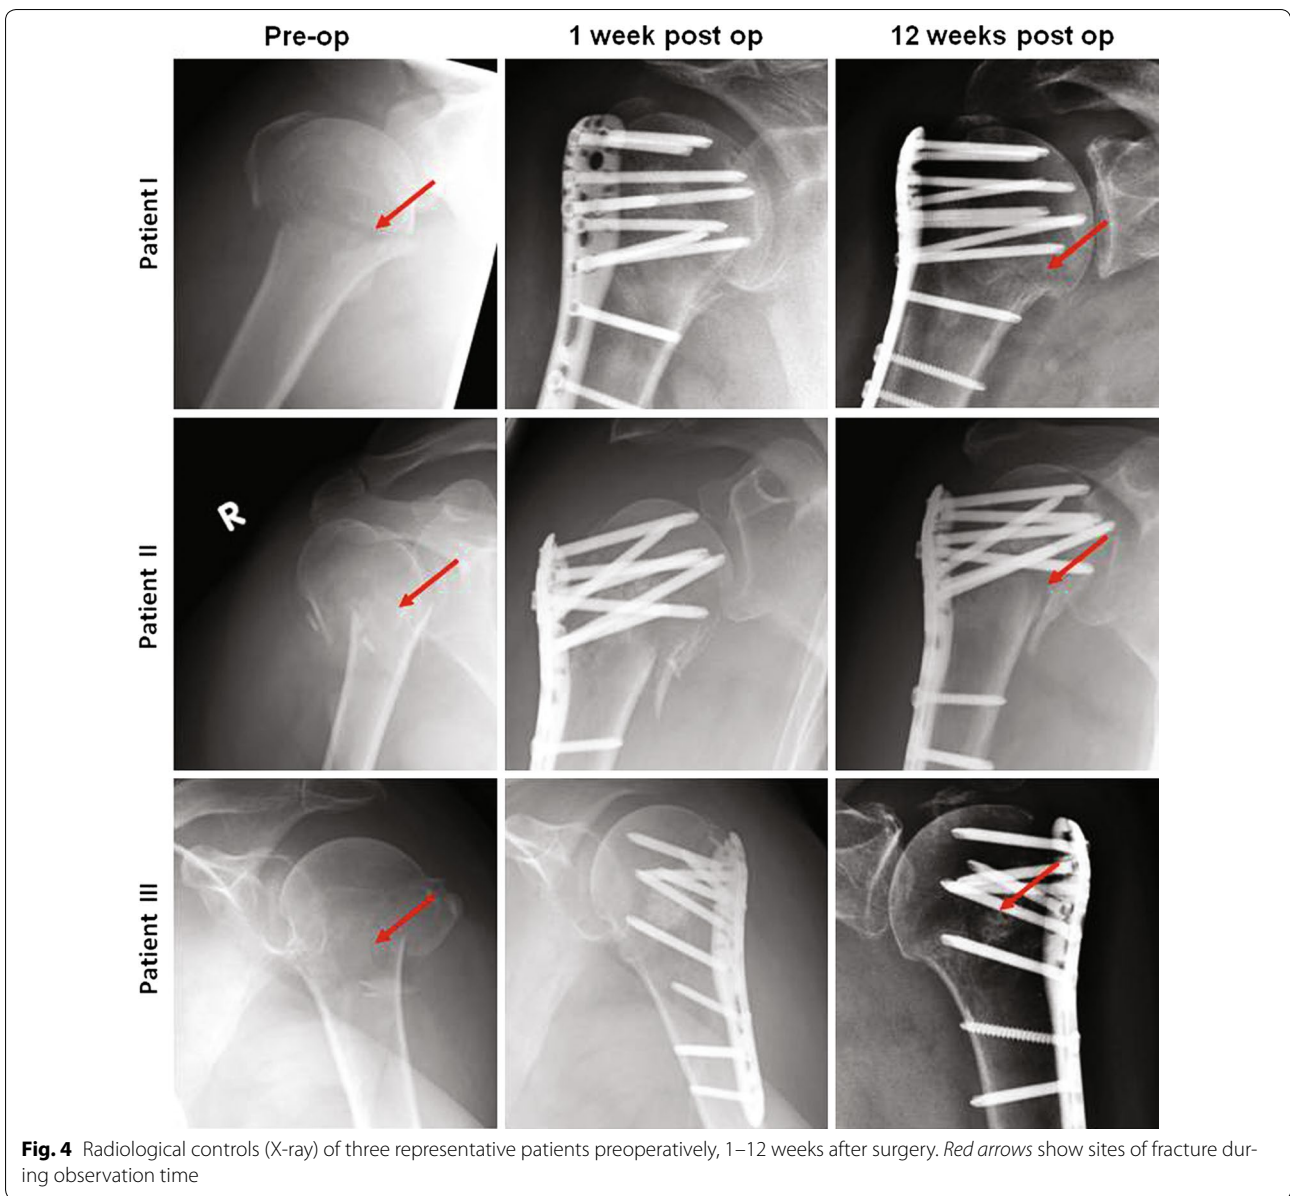 Pre-op
1 week post op
12 weeks post op
Patient I
Patient II
R
Patient III
Fig. 4 Radiological controls (X-ray) of three representative patients preoperatively, 1–12 weeks after surgery. Red arrows show sites of fracture dur-
ing observation time